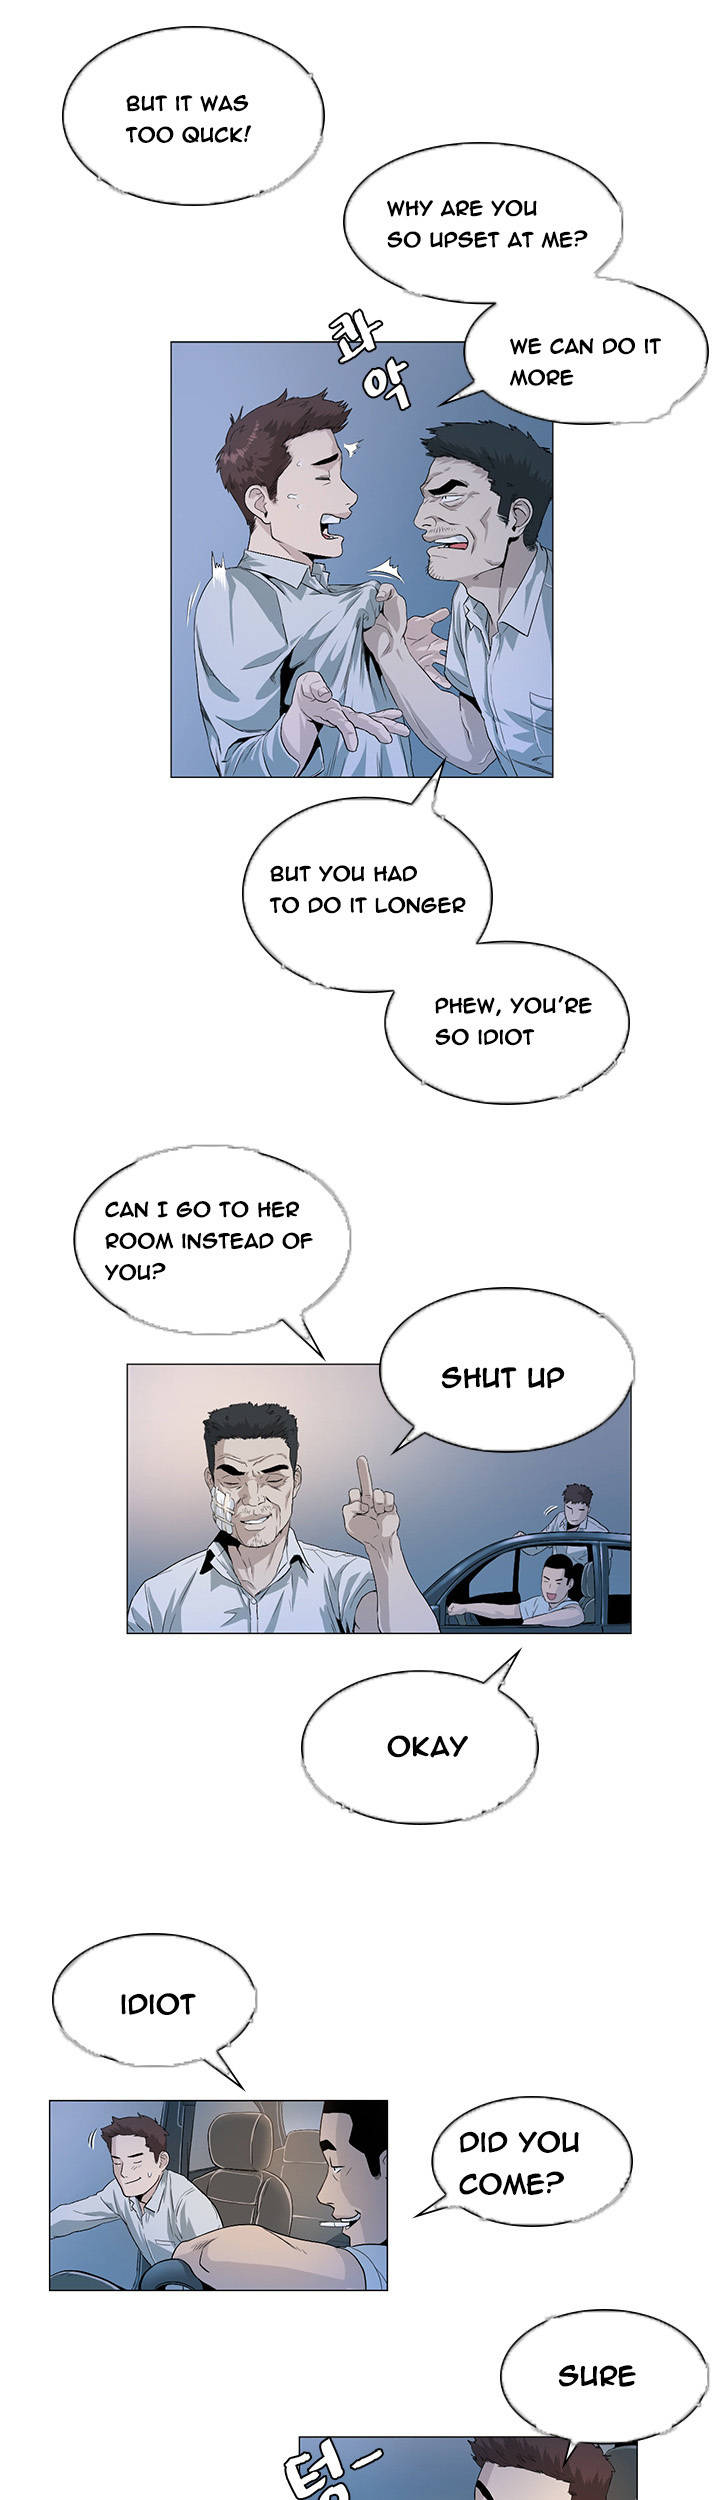 BUT IT WAS
TOO QUCK!
WHY ARE YOU
SO UPSET AT ME?
WE CAN DO IT
MORE
콰
악
BUT YOU HAD
TO DO IT LONGER
PHEW, YOU'RE
SO IDIOT
CAN I GO TO HER
ROOM INSTEAD OF
YOU?
SHUT UP
OKAY
IDIOT
DID YOU
COME?
SURE
텅-